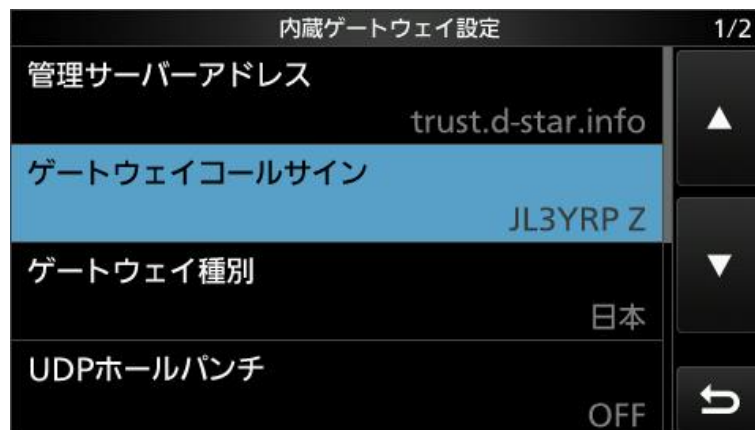 内蔵ゲートウェイ設定 1/2
管理サーバーアドレス
trust.d-star.info
ゲートウェイコールサイン
JL3YRP Z
ゲートウェイ種別
日本
UDPホールパンチ
OFF